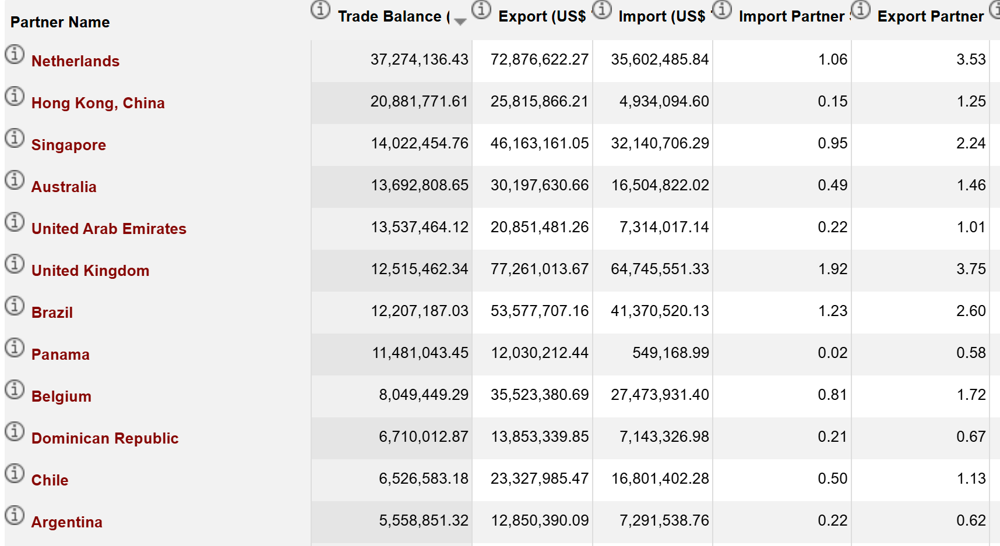 Partner Name Trade Balance ( Export (US$ Import (US$ Import Partner Export Partner
Netherlands 37,274,136.43 72,876,622.27 35,602,485.84 1.06 3.53
Hong Kong, China 20,881,771.61 25,815,866.21 4,934,094.60 0.15 1.25
Singapore 14,022,454.76 46,163,161.05 32,140,706.29 0.95 2.24
Australia 13,692,808.65 30,197,630.66 16,504,822.02 0.49 1.46
United Arab Emirates 13,537,464.12 20,851,481.26 7,314,017.14 0.22 1.01
United Kingdom 12,515,462.34 77,261,013.67 64,745,551.33 1.92 3.75
Brazil 12,207,187.03 53,577,707.16 41,370,520.13 1.23 2.60
Panama 11,481,043.45 12,030,212.44 549,168.99 0.02 0.58
Belgium 8,049,449.29 35,523,380.69 27,473,931.40 0.81 1.72
Dominican Republic 6,710,012.87 13,853,339.85 7,143,326.98 0.21 0.67
Chile 6,526,583.18 23,327,985.47 16,801,402.28 0.50 1.13
Argentina 5,558,851.32 12,850,390.09 7,291,538.76 0.22 0.62